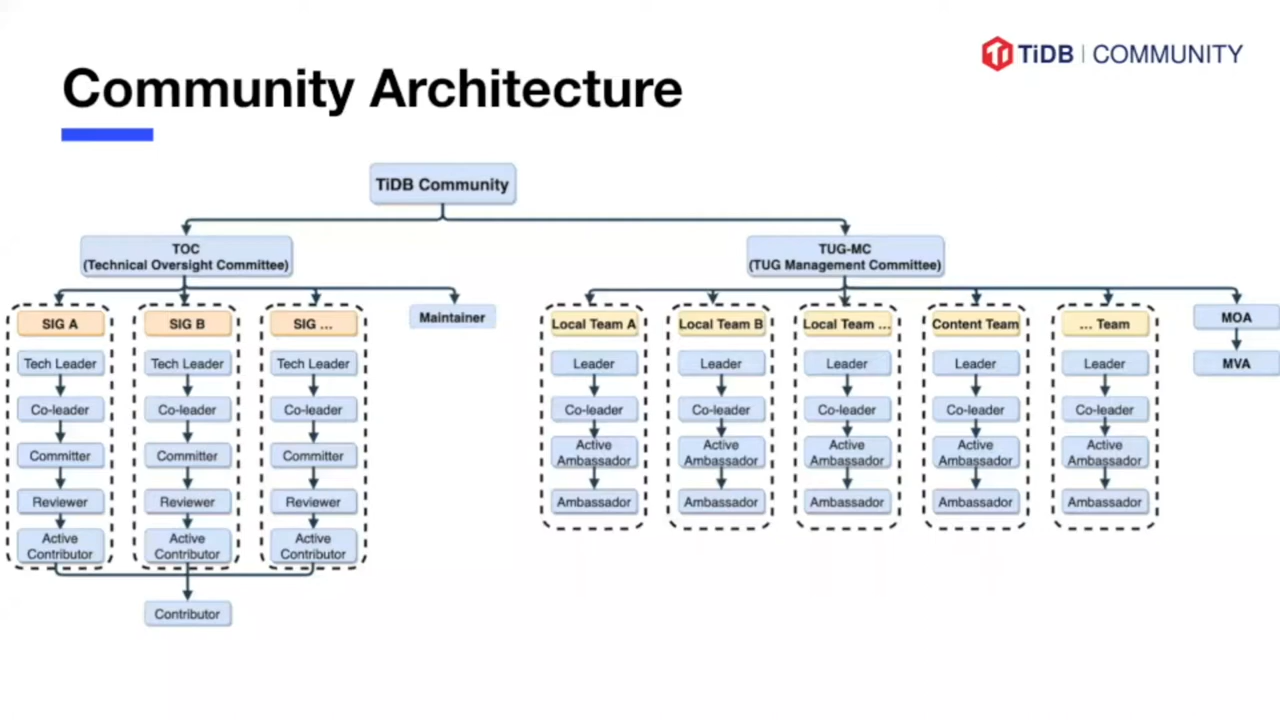 TiDB | COMMUNITY
Community Architecture
TiDB Community
TOC
(Technical Oversight Committee)
TUG-MC
(TUG Management Committee)
SIG A
SIG B
SIG ...
Maintainer
Local Team A
Local Team B
Local Team ...
Content Team
... Team
MOA
Tech Leader
Tech Leader
Tech Leader
Leader
Leader
Leader
Leader
Leader
MVA
Co-leader
Co-leader
Co-leader
Co-leader
Co-leader
Co-leader
Co-leader
Co-leader
Committer
Committer
Committer
Active
Ambassador
Active
Ambassador
Active
Ambassador
Active
Ambassador
Active
Ambassador
Reviewer
Reviewer
Reviewer
Ambassador
Ambassador
Ambassador
Ambassador
Ambassador
Active
Contributor
Active
Contributor
Active
Contributor
Contributor